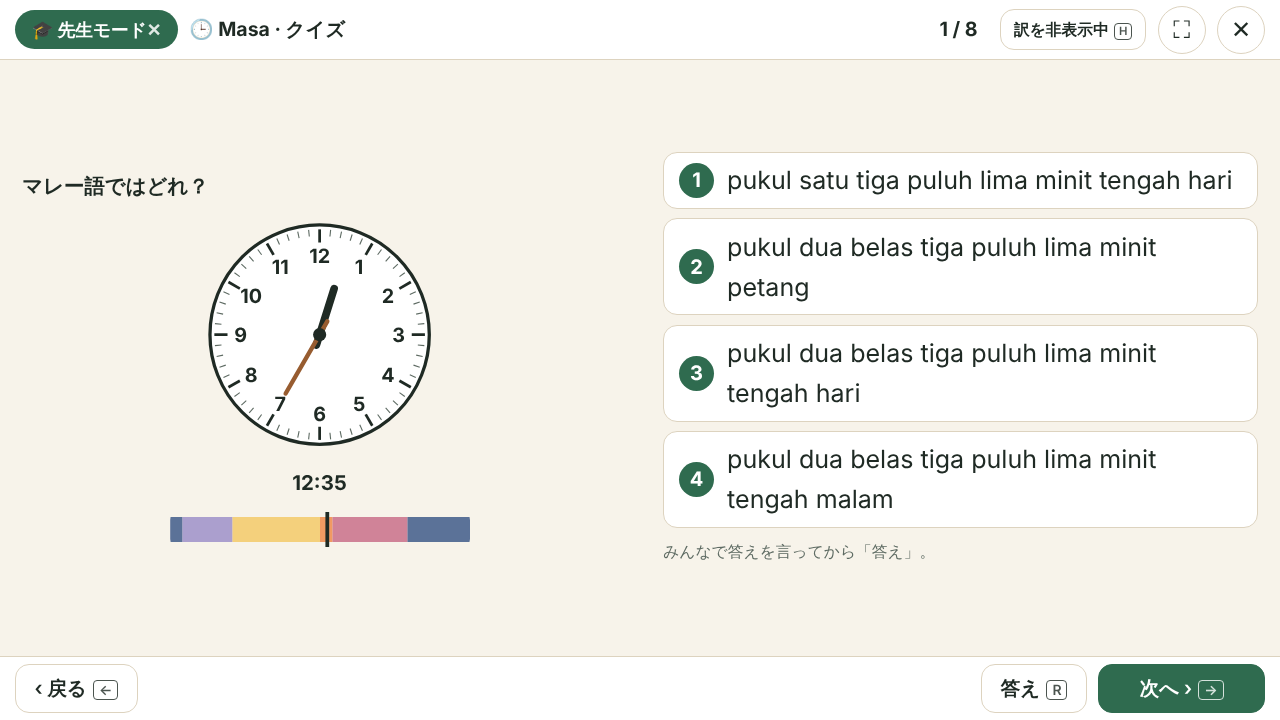 🎓 先生モード✕
🕒 Masa · クイズ
1 / 8
訳を非表示中 H
✕
マレー語ではどれ？
12
1
2
3
4
5
6
7
8
9
10
11
12:35
1 pukul satu tiga puluh lima minit tengah hari
2 pukul dua belas tiga puluh lima minit
petang
3 pukul dua belas tiga puluh lima minit
tengah hari
4 pukul dua belas tiga puluh lima minit
tengah malam
みんなで答えを言ってから「答え」。
‹ 戻る ←
答え R
次へ › →